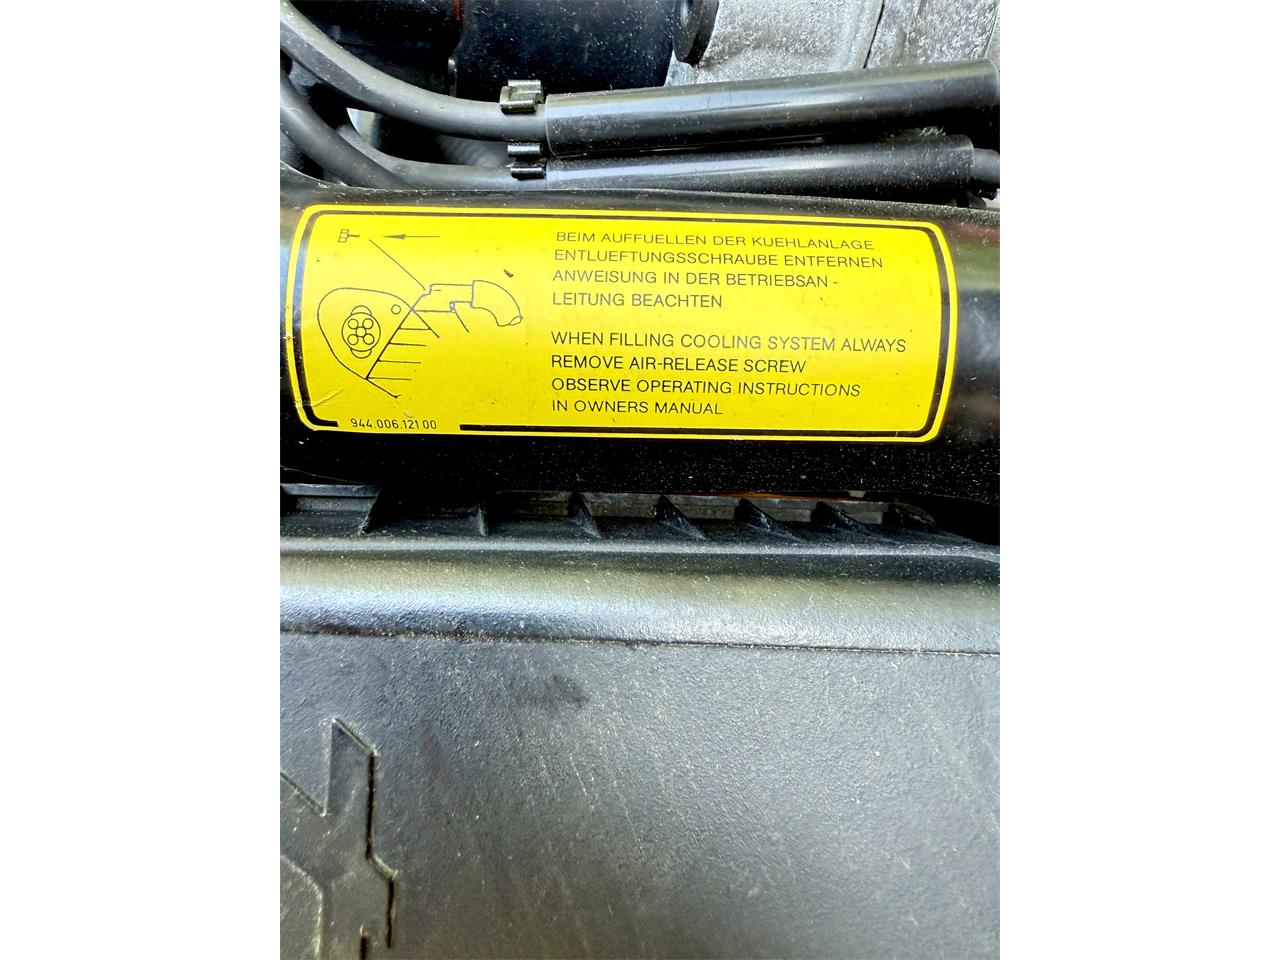 BEIM AUFFUELLEN DER KUEHLANLAGE
ENTLUEFTUNGSSCHRAUBE ENTFERNEN
ANWEISUNG IN DER BETRIEBSAN -
LEITUNG BEACHTEN
WHEN FILLING COOLING SYSTEM ALWAYS
REMOVE AIR-RELEASE SCREW
OBSERVE OPERATING INSTRUCTIONS
IN OWNERS MANUAL
944.006.121 00